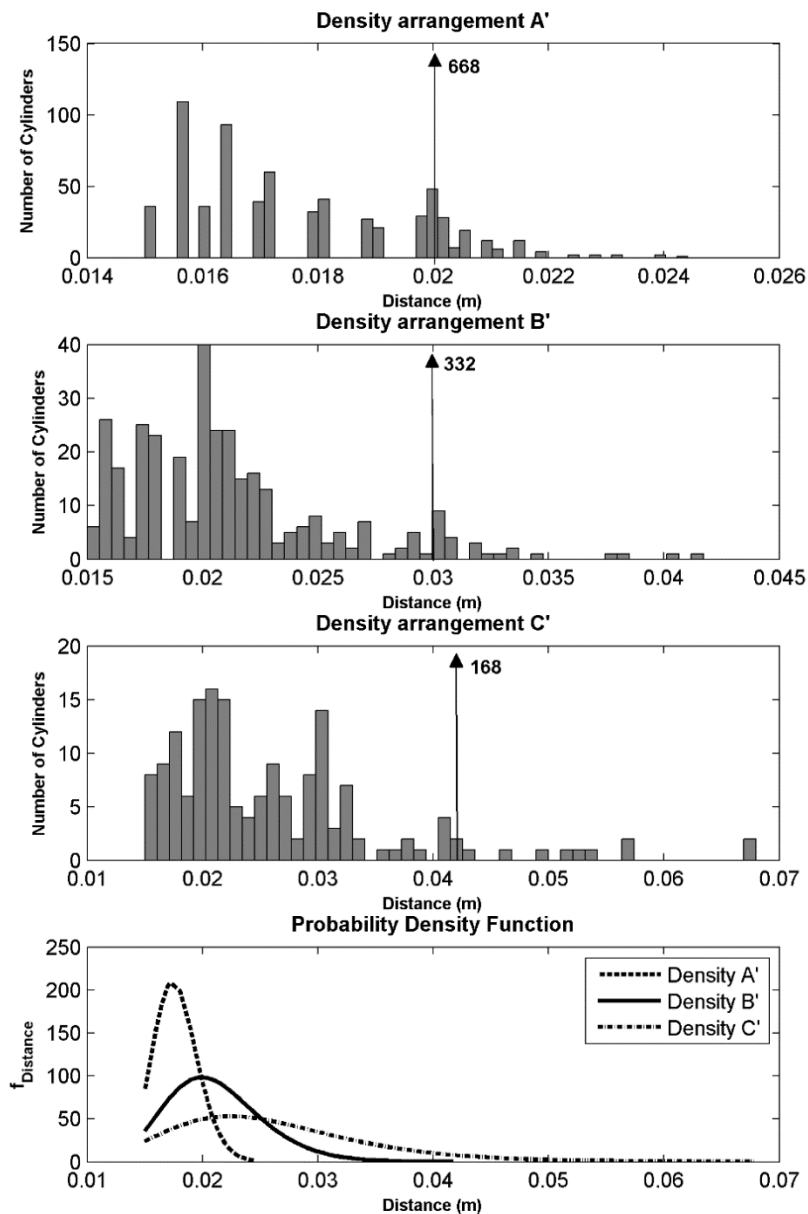 Density arrangement A'
150
100
50
0
Number of Cylinders
668
0.014 0.016 0.018 0.02 0.022 0.024 0.026
Distance (m)
Density arrangement B'
40
30
20
10
0
Number of Cylinders
332
0.015 0.02 0.025 0.03 0.035 0.04 0.045
Distance (m)
Density arrangement C'
20
15
10
5
0
Number of Cylinders
168
0.01 0.02 0.03 0.04 0.05 0.06 0.07
Distance (m)
Probability Density Function
250
200
150
100
50
0
fDistance
Density A'
Density B'
Density C'
0.01 0.02 0.03 0.04 0.05 0.06 0.07
Distance (m)